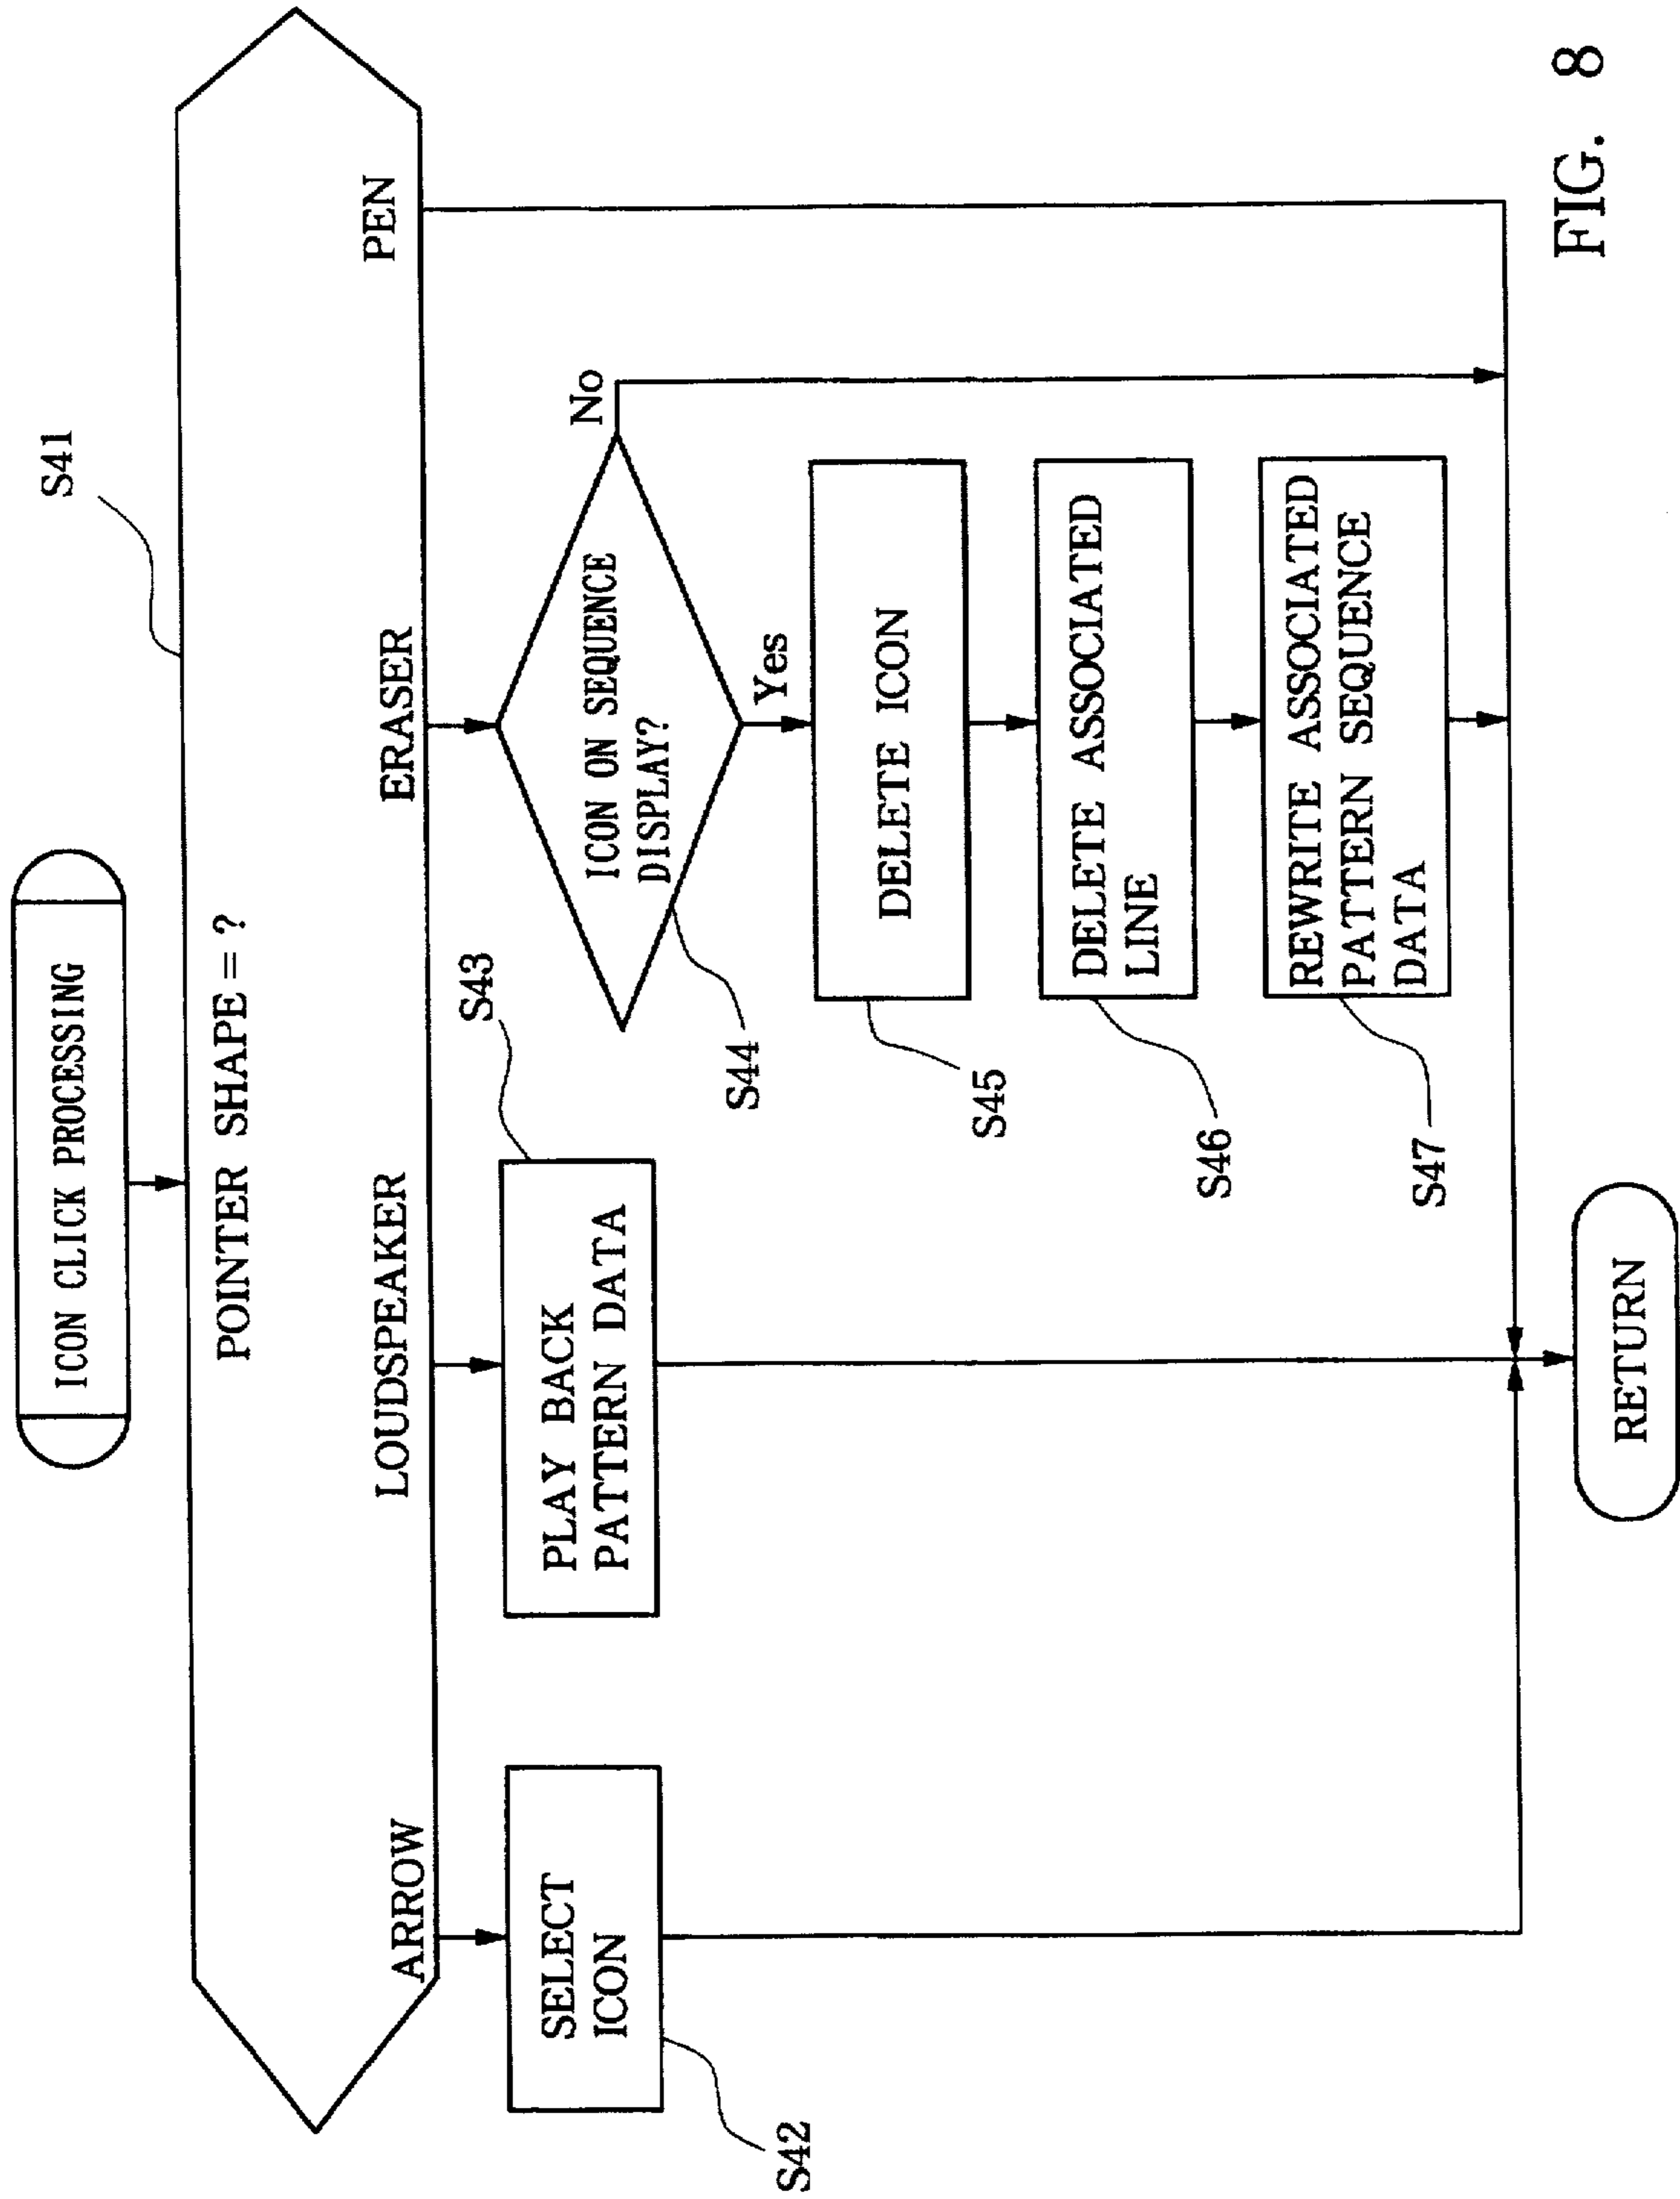 ICON CLICK PROCESSING
S41
POINTER SHAPE = ?
ARROW
LOUDSPEAKER
ERASER
PEN
S42
SELECT
ICON
S43
PLAY BACK
PATTERN DATA
S44
ICON ON SEQUENCE
DISPLAY?
No
Yes
S45
DELETE ICON
S46
DELETE ASSOCIATED
LINE
S47
REWRITE ASSOCIATED
PATTERN SEQUENCE
DATA
RETURN
FIG. 8